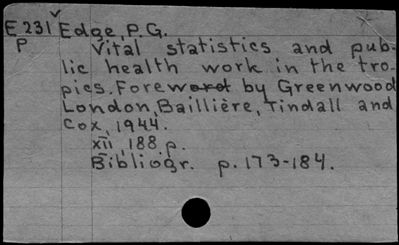 E 231 Edge, P. G.
P Vital statistics and pub-
lic health work in the tro-
pics. Foreword by Greenwood
London, Baillière, Tindall and
Cox, 1944.
XII, 188 p.
Bibliogr. p. 173-184.